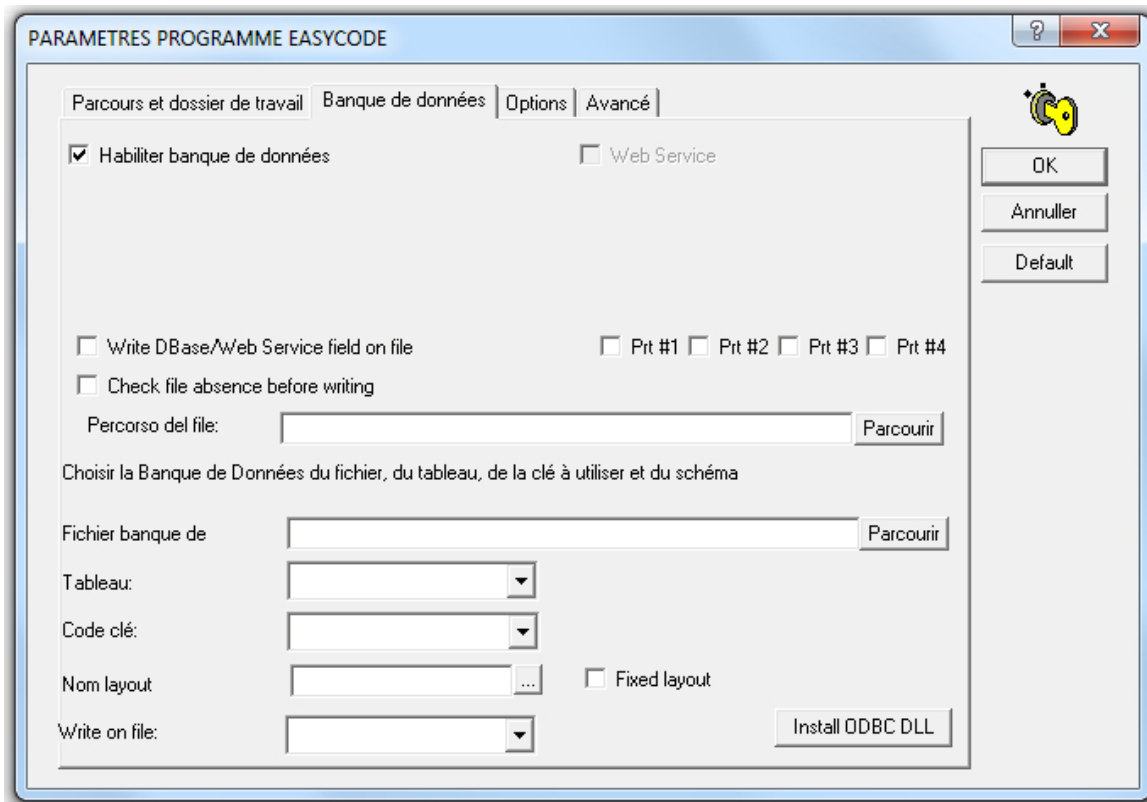 PARAMETRES PROGRAMME EASYCODE
Parcours et dossier de travail Banque de données Options Avancé
Habiliter banque de données Web Service
OK
Annuller
Default
Write DBase/Web Service field on file Prt #1 Prt #2 Prt #3 Prt #4
Check file absence before writing
Percorso del file: Parcourir
Choisir la Banque de Données du fichier, du tableau, de la clé à utiliser et du schéma
Fichier banque de Parcourir
Tableau:
Code clé:
Nom layout ... Fixed layout
Write on file: Install ODBC DLL